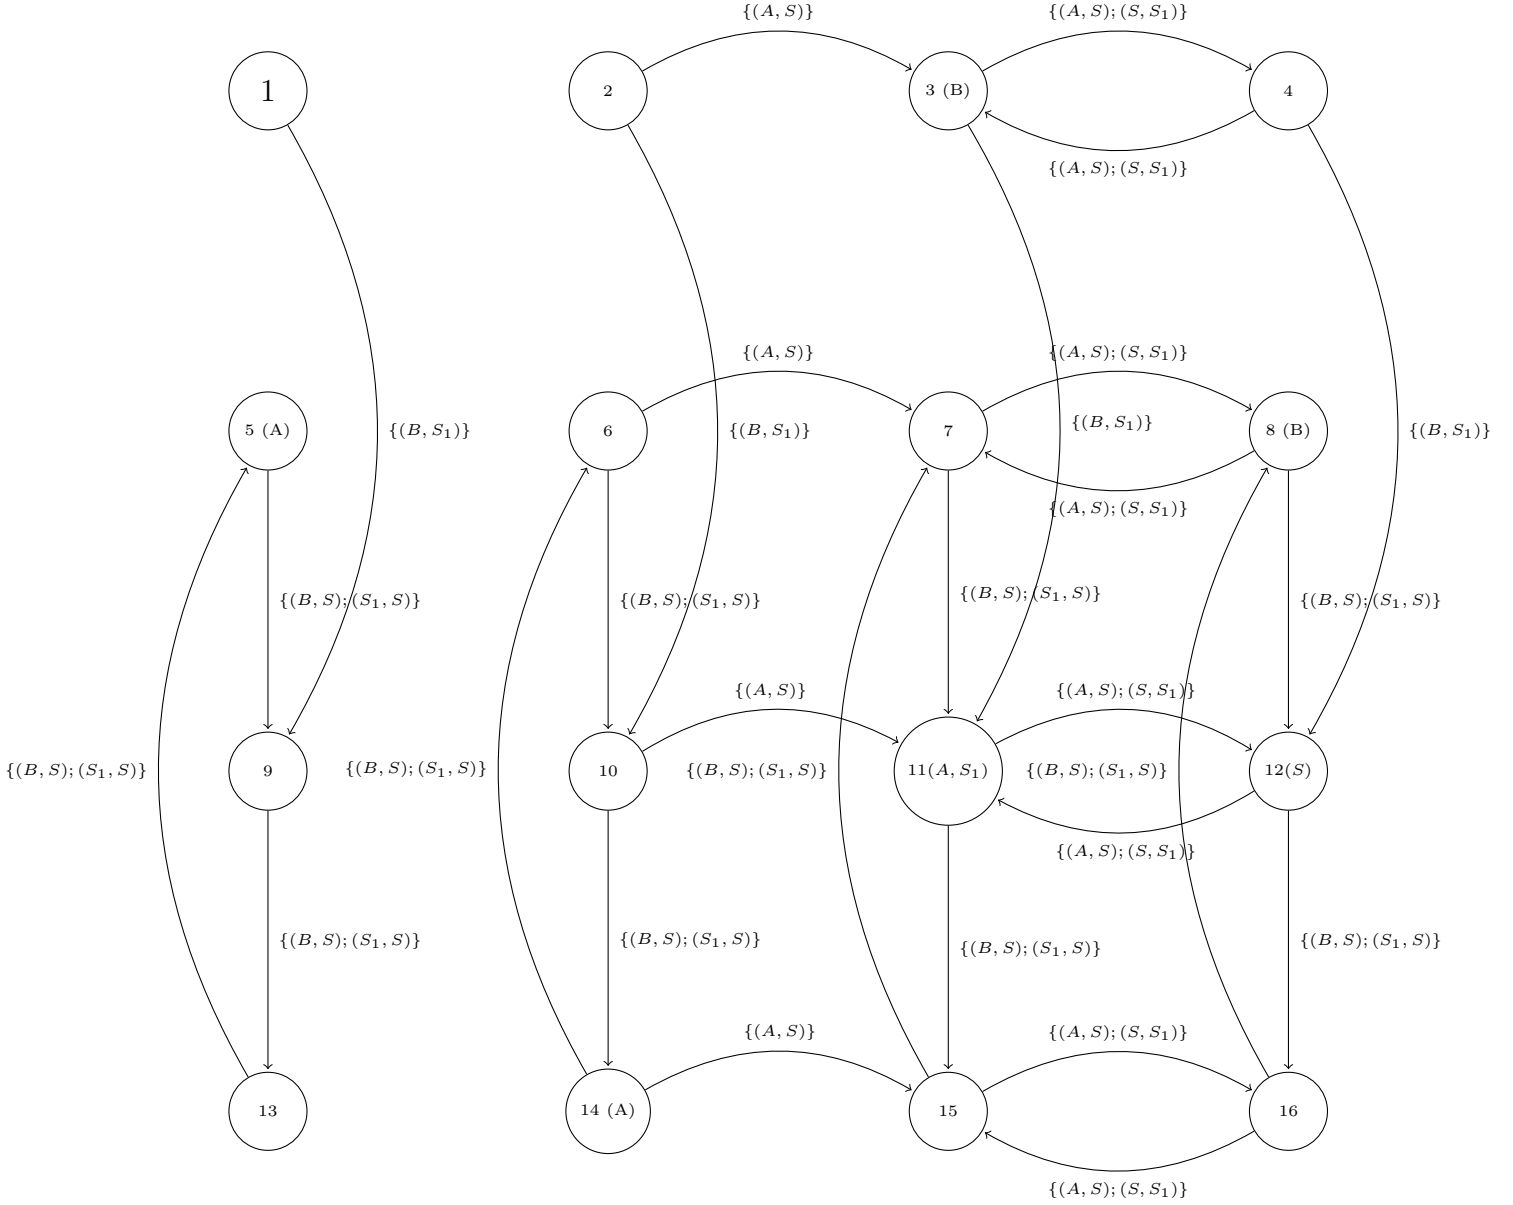 {(A, S)}
{(A, S); (S, S₁)}
1
2
3 (B)
4
{(A, S); (S, S₁)}
{(A, S)}
{(A, S); (S, S₁)}
5 (A)
{(B, S₁)}
6
{(B, S₁)}
7
{(B, S₁)}
8 (B)
{(B, S₁)}
{(A, S); (S, S₁)}
{(B, S); (S₁, S)}
{(B, S); (S₁, S)}
{(B, S); (S₁, S)}
{(B, S); (S₁, S)}
{(A, S)}
{(A, S); (S, S₁)}
{(B, S); (S₁, S)}
9
{(B, S); (S₁, S)}
10
{(B, S); (S₁, S)}
11(A, S₁)
{(B, S); (S₁, S)}
12(S)
{(A, S); (S, S₁)}
{(B, S); (S₁, S)}
{(B, S); (S₁, S)}
{(B, S); (S₁, S)}
{(B, S); (S₁, S)}
{(A, S)}
{(A, S); (S, S₁)}
13
14 (A)
15
16
{(A, S); (S, S₁)}